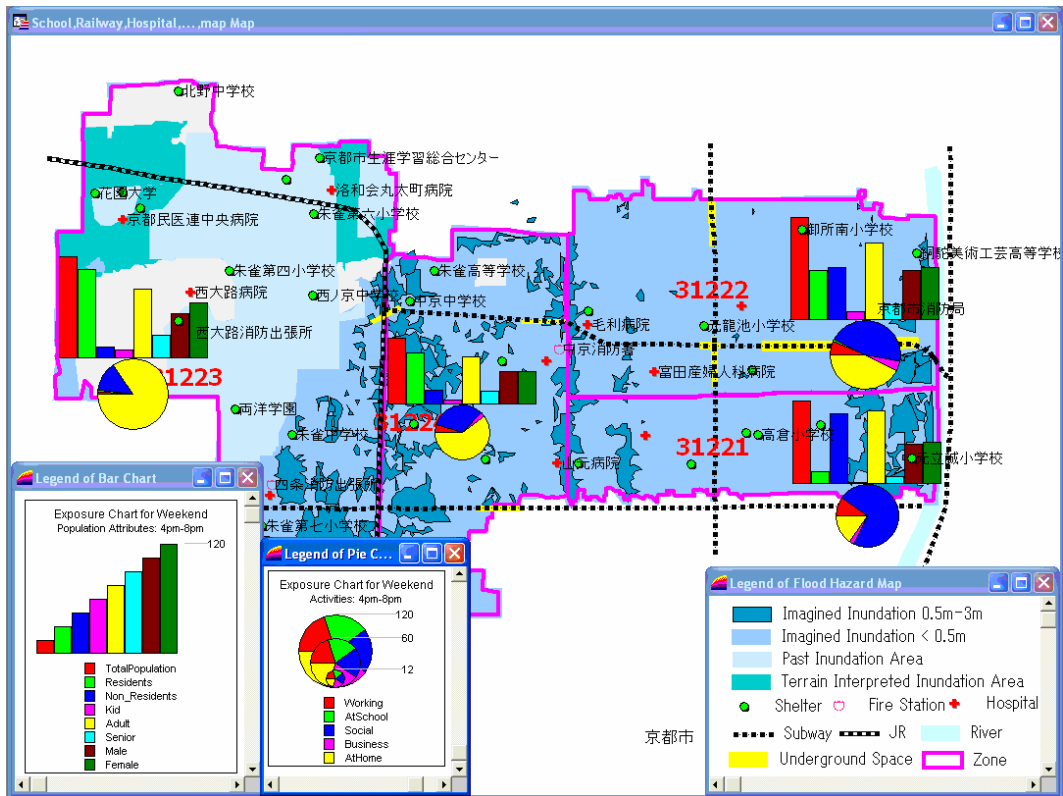 School,Railway,Hospital,...,map Map
北野中学校
京都市生涯学習総合センター
花園大学
洛和会丸太町病院
京都民医連中央病院
朱雀第六小学校
御所南小学校
銅駝美術工芸高等学校
朱雀第四小学校
朱雀高等学校
西大路病院
西ノ京中学校
中京中学校
31222
京都市消防局
西大路消防出張所
毛利病院
元龍池小学校
中京消防署
31223
富田産婦人科病院
両洋学園
朱雀中学校
31221
高倉小学校
山元病院
元立誠小学校
四条消防出張所
朱雀第七小学校
京都市
Legend of Bar Chart
Exposure Chart for Weekend
Population Attributes: 4pm-8pm
120
TotalPopulation
Residents
Non_Residents
Kid
Adult
Senior
Male
Female
Legend of Pie C...
Exposure Chart for Weekend
Activities: 4pm-8pm
120
60
12
Working
AtSchool
Social
Business
AtHome
Legend of Flood Hazard Map
Imagined Inundation 0.5m-3m
Imagined Inundation < 0.5m
Past Inundation Area
Terrain Interpreted Inundation Area
Shelter Fire Station Hospital
Subway JR River
Underground Space Zone